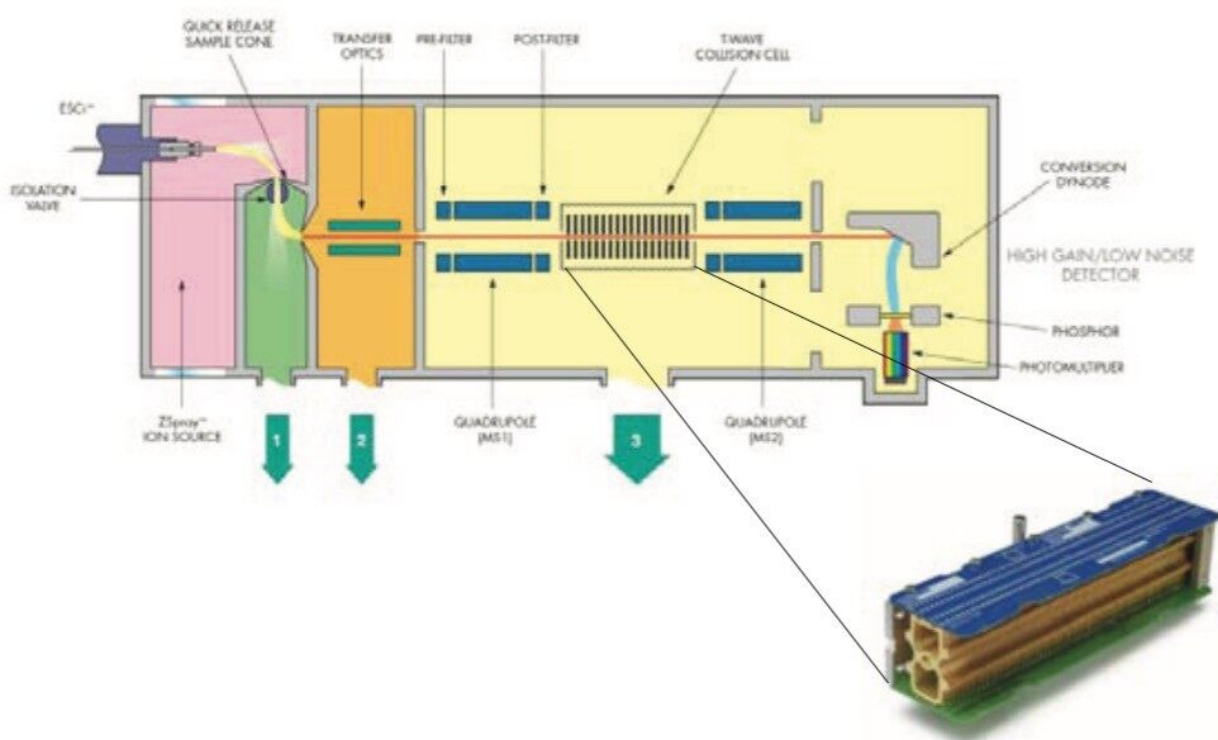 QUICK RELEASE
SAMPLE CONE
TRANSFER
OPTICS
PRE-FILTER
POST-FILTER
T-WAVE
COLLISION CELL
ESCi™
ISOLATION
VALVE
CONVERSION
DYNODE
HIGH GAIN/LOW NOISE
DETECTOR
PHOSPHOR
PHOTOMULTIPLIER
ZSpray™
ION SOURCE
1
2
QUADRUPOLE
(MS1)
3
QUADRUPOLE
(MS2)